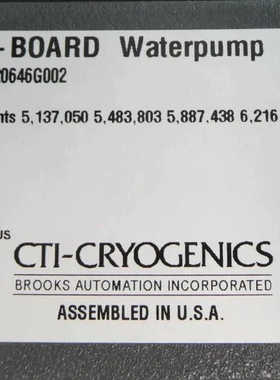 -BOARD Waterpump
0646G002
nts 5,137,050 5,483,803 5,887,438 6,216
US
CTI-CRYOGENICS
BROOKS AUTOMATION INCORPORATED
ASSEMBLED IN U.S.A.